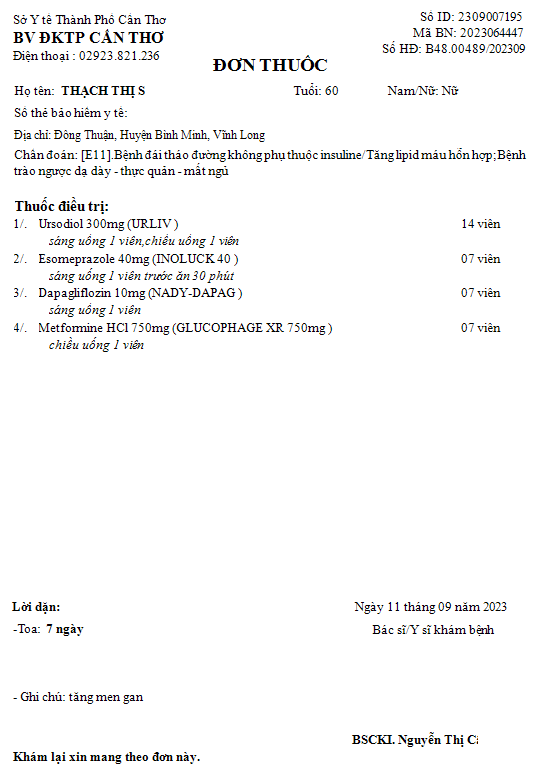 Sở Y tế Thành Phố Cần Thơ
BV ĐKTP CẦN THƠ
Điện thoại : 02923.821.236
Số ID: 2309007195
Mã BN: 2023064447
Số HĐ: B48.00489/202309
ĐƠN THUỐC
Họ tên: THẠCH THỊ S Tuổi: 60 Nam/Nữ: Nữ
Số thẻ bảo hiểm y tế:
Địa chỉ: Đông Thuận, Huyện Bình Minh, Vĩnh Long
Chẩn đoán: [E11].Bệnh đái tháo đường không phụ thuộc insuline/Tăng lipid máu hổn hợp;Bệnh
trào ngược dạ dày - thực quản - mất ngủ
Thuốc điều trị:
1/. Ursodiol 300mg (URLIV ) 14 viên
sáng uống 1 viên,chiều uống 1 viên
2/. Esomeprazole 40mg (INOLUCK 40 ) 07 viên
sáng uống 1 viên trước ăn 30 phút
3/. Dapagliflozin 10mg (NADY-DAPAG ) 07 viên
sáng uống 1 viên
4/. Metformine HCl 750mg (GLUCOPHAGE XR 750mg ) 07 viên
chiều uống 1 viên
Lời dặn:
Ngày 11 tháng 09 năm 2023
-Toa: 7 ngày
Bác sĩ/Y sĩ khám bệnh
- Ghi chú: tăng men gan
BSCKI. Nguyễn Thị
Khám lại xin mang theo đơn này.